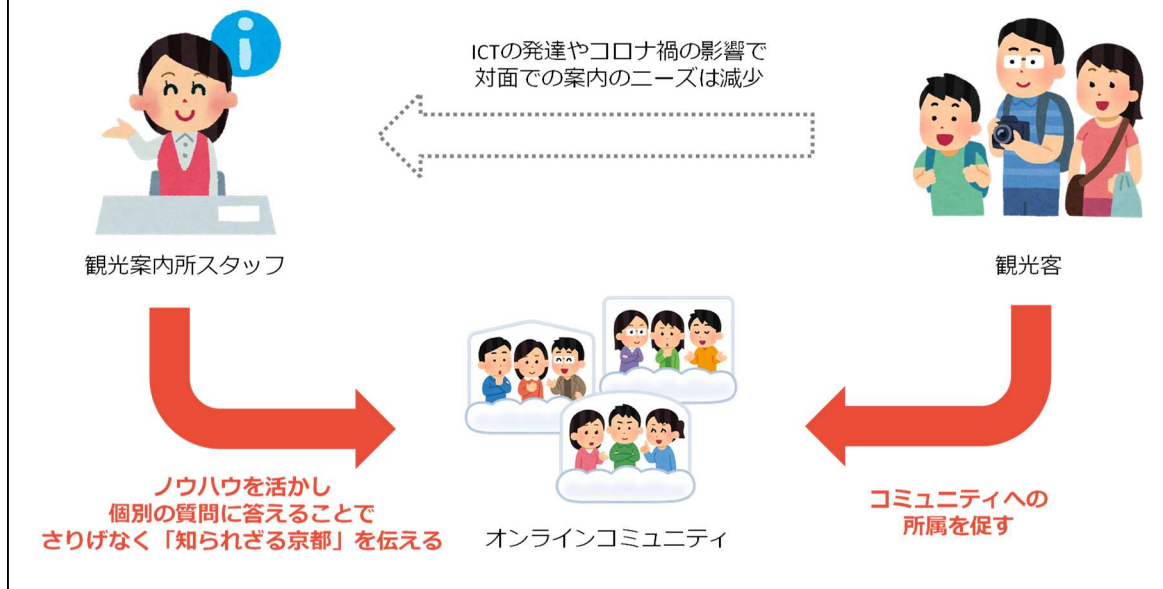 ICTの発達やコロナ禍の影響で
対面での案内のニーズは減少
観光案内所スタッフ
観光客
ノウハウを活かし
個別の質問に答えることで
さりげなく「知られざる京都」を伝える
オンラインコミュニティ
コミュニティへの
所属を促す